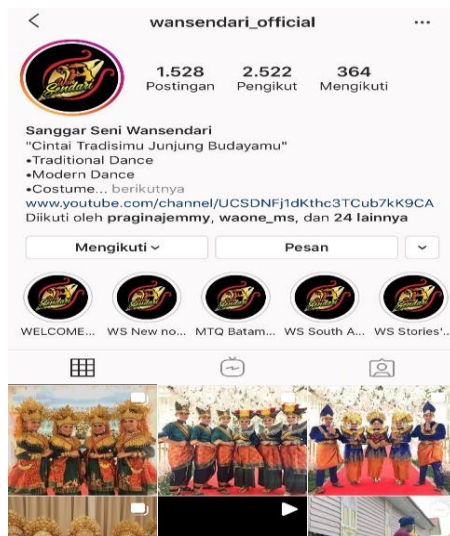 wansendari_official
Sendari
1.528 2.522 364
Postingan Pengikut Mengikuti
Sanggar Seni Wansendari
"Cintai Tradisimu Junjung Budayamu"
•Traditional Dance
•Modern Dance
•Costume... berikutnya
www.youtube.com/channel/UCSDNFj1dKthc3TCub7kK9CA
Diikuti oleh praginajemmy, waone_ms, dan 24 lainnya
Mengikuti Pesan
WELCOME... WS New no... MTQ Batam... WS South A... WS Stories'..